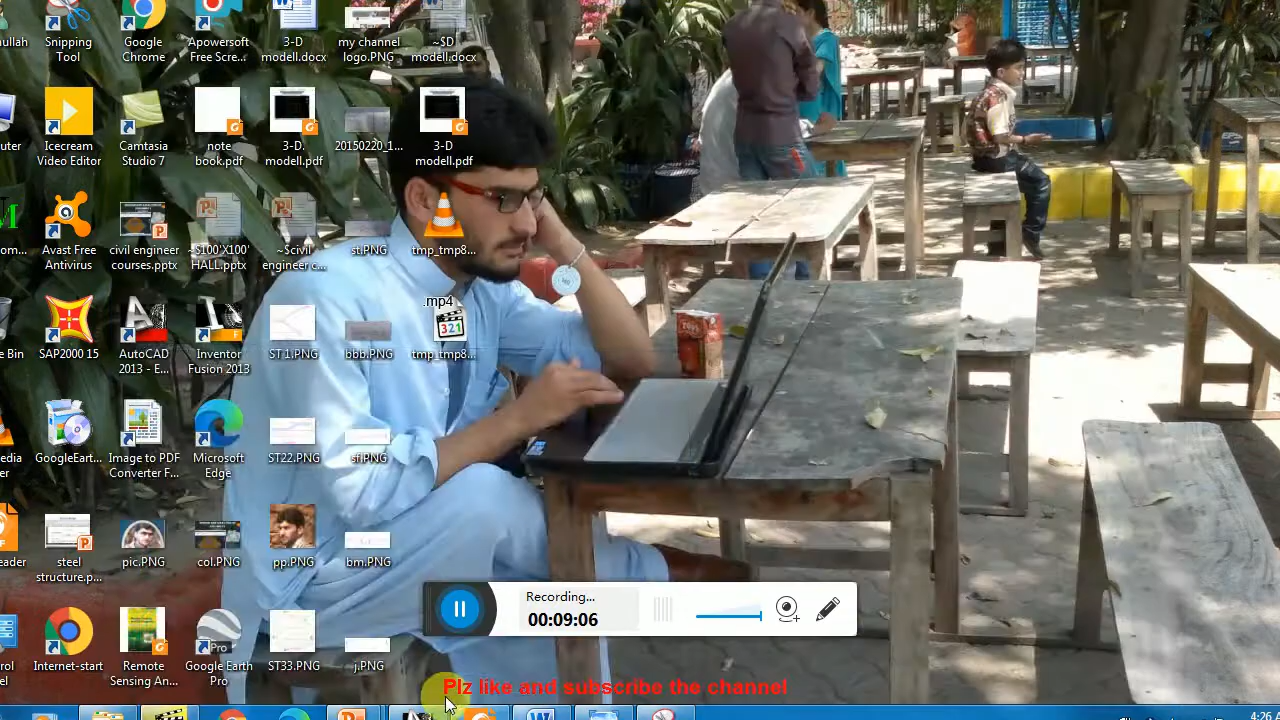 ullah
Snipping
Tool
Google
Chrome
Apowersoft
Free Scre...
3-D
modell.docx
my channel
logo.PNG
~$D
modell.docx
uter
Icecream
Video Editor
Camtasia
Studio 7
note
book.pdf
3-D.
modell.pdf
20150220_1...
3-D
modell.pdf
om...
Avast Free
Antivirus
civil engineer
courses.pptx
~$100'X100'
HALL.pptx
~$civil
engineer c...
st.PNG
tmp_tmp8...
e Bin
SAP2000 15
AutoCAD
2013 - E...
Inventor
Fusion 2013
ST1.PNG
bbb.PNG
.mp4
321
tmp_tmp8...
edia
er
GoogleEart...
Image to PDF
Converter F...
Microsoft
Edge
ST22.PNG
sf.PNG
eader
steel
structure.p...
pic.PNG
col.PNG
pp.PNG
bm.PNG
Recording...
00:09:06
rol
el
Internet-start
Remote
Sensing An...
Google Earth
Pro
ST33.PNG
j.PNG
Plz like and subscribe the channel